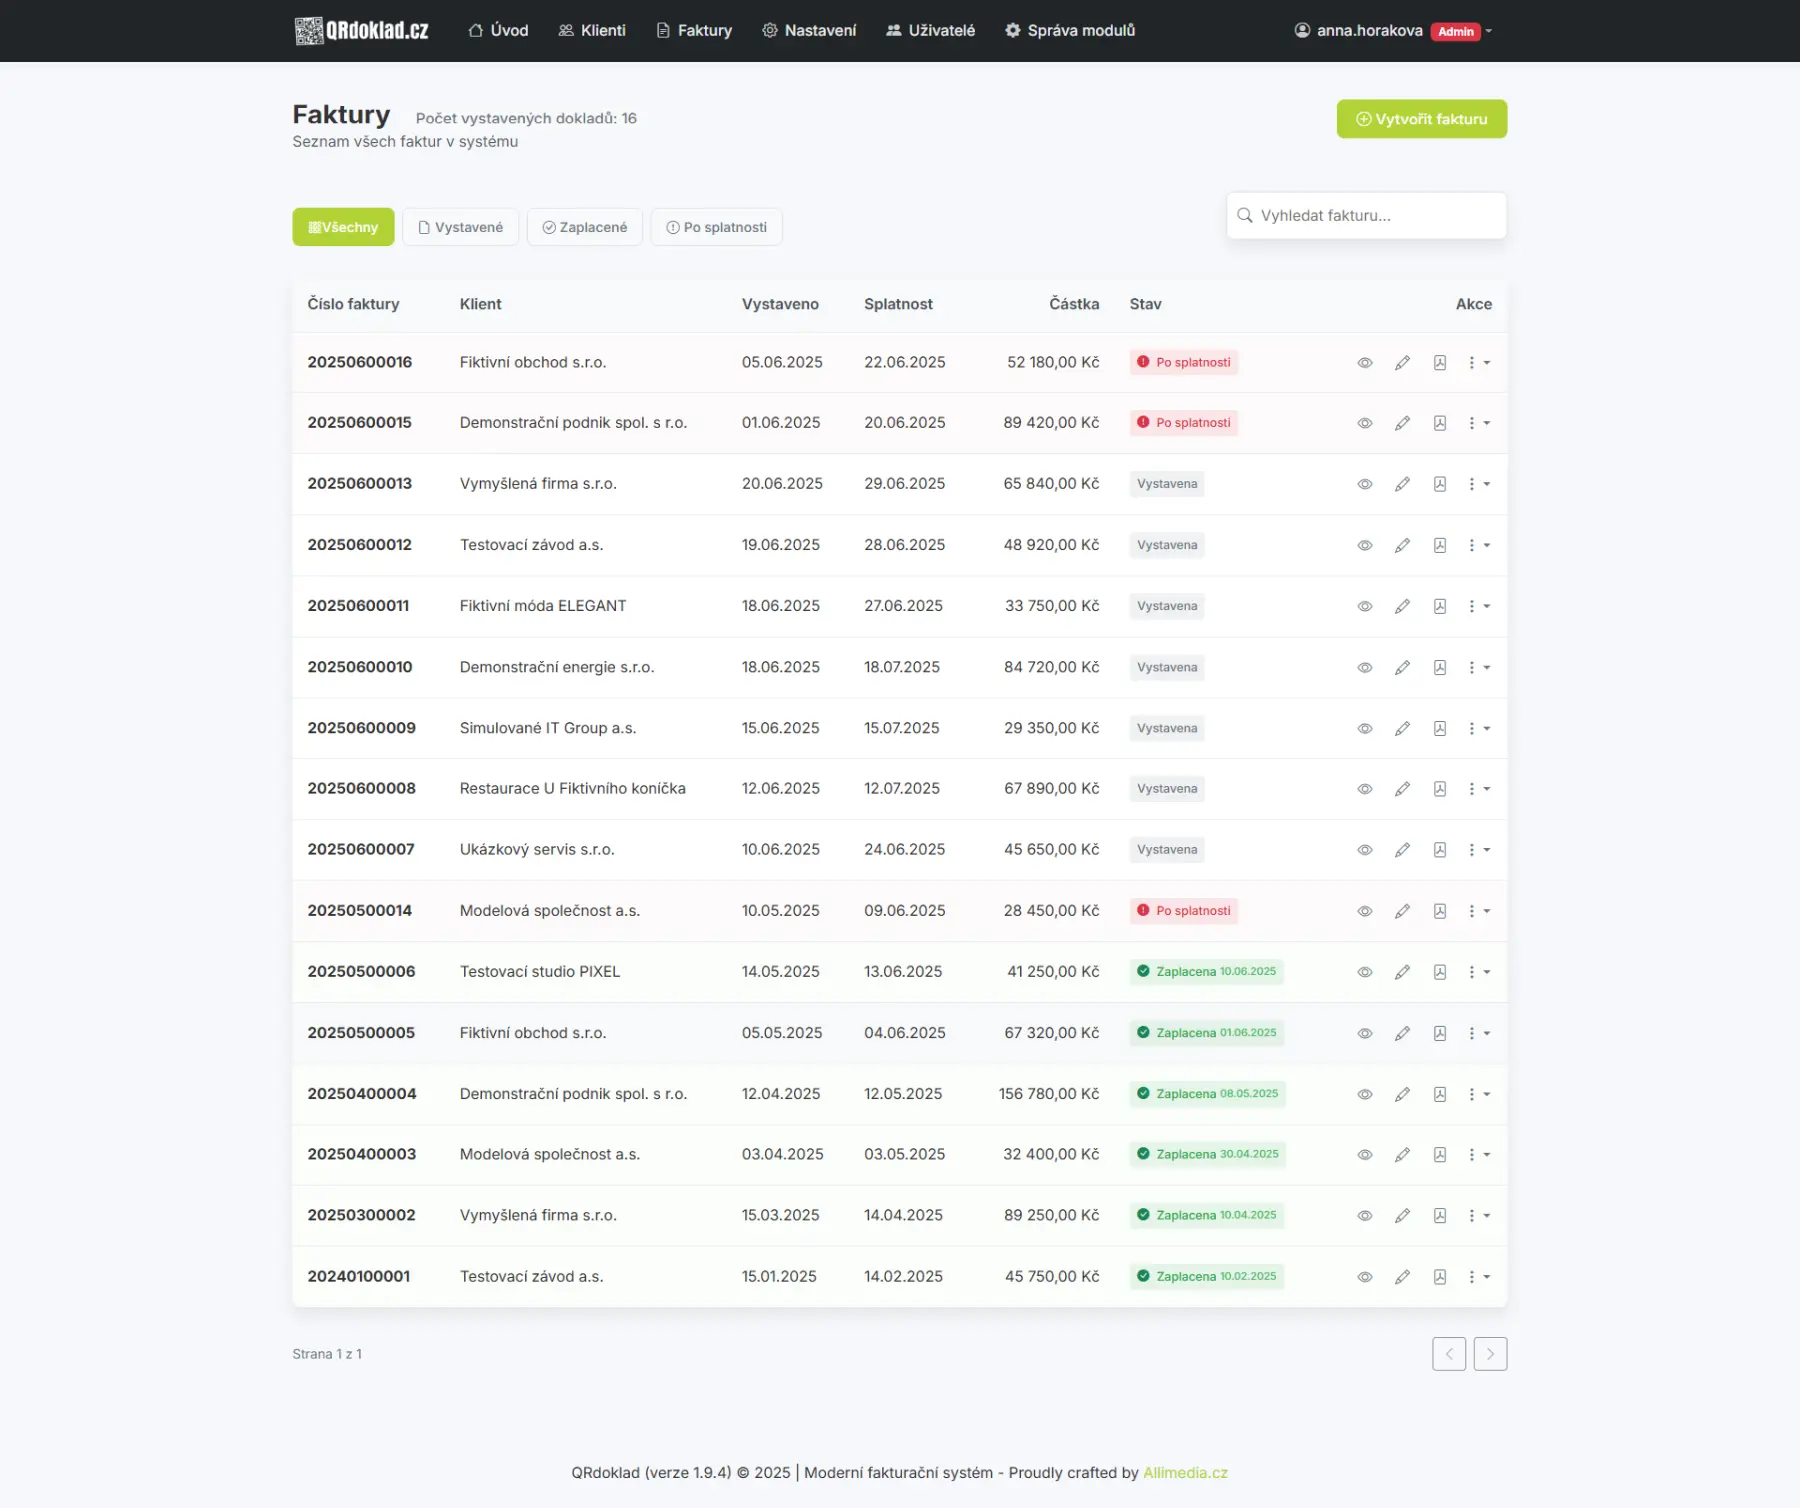 QRdoklad.cz Úvod Klienti Faktury Nastavení Uživatelé Správa modulů anna.horakova Admin
Faktury Počet vystavených dokladů: 16
Seznam všech faktur v systému
Vytvořit fakturu
Všechny Vystavené Zaplacené Po splatnosti
Vyhledat fakturu...
Číslo faktury Klient Vystaveno Splatnost Částka Stav Akce
20250600016 Fiktivní obchod s.r.o. 05.06.2025 22.06.2025 52 180,00 Kč Po splatnosti
20250600015 Demonstrační podnik spol. s r.o. 01.06.2025 20.06.2025 89 420,00 Kč Po splatnosti
20250600013 Vymyšlená firma s.r.o. 20.06.2025 29.06.2025 65 840,00 Kč Vystavena
20250600012 Testovací závod a.s. 19.06.2025 28.06.2025 48 920,00 Kč Vystavena
20250600011 Fiktivní móda ELEGANT 18.06.2025 27.06.2025 33 750,00 Kč Vystavena
20250600010 Demonstrační energie s.r.o. 18.06.2025 18.07.2025 84 720,00 Kč Vystavena
20250600009 Simulované IT Group a.s. 15.06.2025 15.07.2025 29 350,00 Kč Vystavena
20250600008 Restaurace U Fiktivního koníčka 12.06.2025 12.07.2025 67 890,00 Kč Vystavena
20250600007 Ukázkový servis s.r.o. 10.06.2025 24.06.2025 45 650,00 Kč Vystavena
20250500014 Modelová společnost a.s. 10.05.2025 09.06.2025 28 450,00 Kč Po splatnosti
20250500006 Testovací studio PIXEL 14.05.2025 13.06.2025 41 250,00 Kč Zaplacena 10.06.2025
20250500005 Fiktivní obchod s.r.o. 05.05.2025 04.06.2025 67 320,00 Kč Zaplacena 01.06.2025
20250400004 Demonstrační podnik spol. s r.o. 12.04.2025 12.05.2025 156 780,00 Kč Zaplacena 08.05.2025
20250400003 Modelová společnost a.s. 03.04.2025 03.05.2025 32 400,00 Kč Zaplacena 30.04.2025
20250300002 Vymyšlená firma s.r.o. 15.03.2025 14.04.2025 89 250,00 Kč Zaplacena 10.04.2025
20240100001 Testovací závod a.s. 15.01.2025 14.02.2025 45 750,00 Kč Zaplacena 10.02.2025
Strana 1 z 1
QRdoklad (verze 1.9.4) © 2025 | Moderní fakturační systém - Proudly crafted by Allimedia.cz